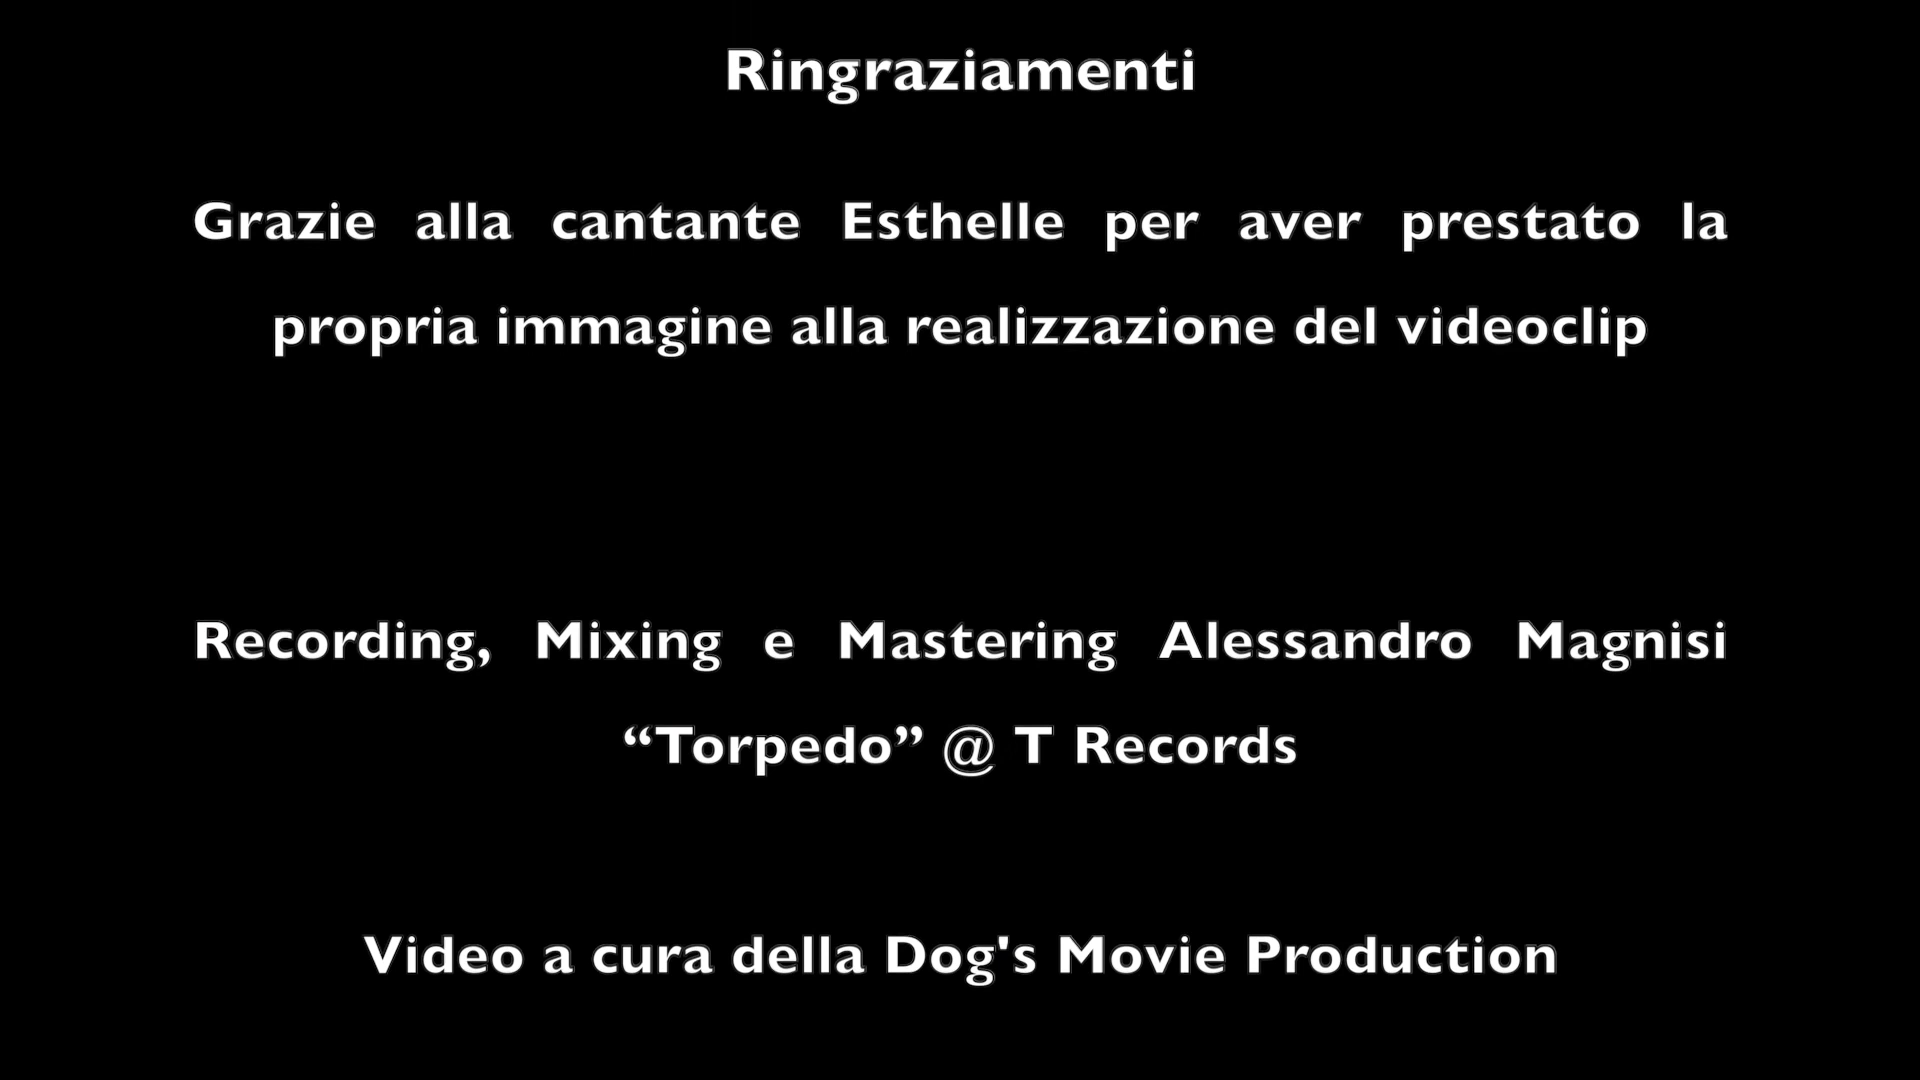 Ringraziamenti
Grazie alla cantante Esthelle per aver prestato la
propria immagine alla realizzazione del videoclip
Recording, Mixing e Mastering Alessandro Magnisi
“Torpedo” @ T Records
Video a cura della Dog's Movie Production